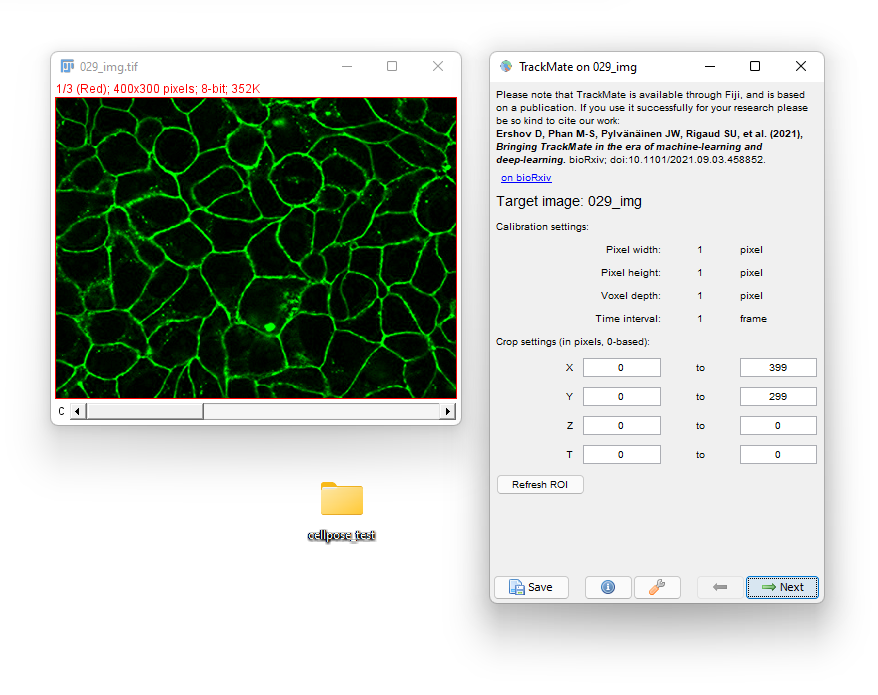 029_img.tif
1/3 (Red); 400x300 pixels; 8-bit; 352K
C
cellpose_test
TrackMate on 029_img
Please note that TrackMate is available through Fiji, and is based
on a publication. If you use it successfully for your research please
be so kind to cite our work:
Ershov D, Phan M-S, Pylvänäinen JW, Rigaud SU, et al. (2021),
Bringing TrackMate in the era of machine-learning and
deep-learning. bioRxiv; doi:10.1101/2021.09.03.458852.
on bioRxiv
Target image: 029_img
Calibration settings:
Pixel width: 1 pixel
Pixel height: 1 pixel
Voxel depth: 1 pixel
Time interval: 1 frame
Crop settings (in pixels, 0-based):
X 0 to 399
Y 0 to 299
Z 0 to 0
T 0 to 0
Refresh ROI
Save Next